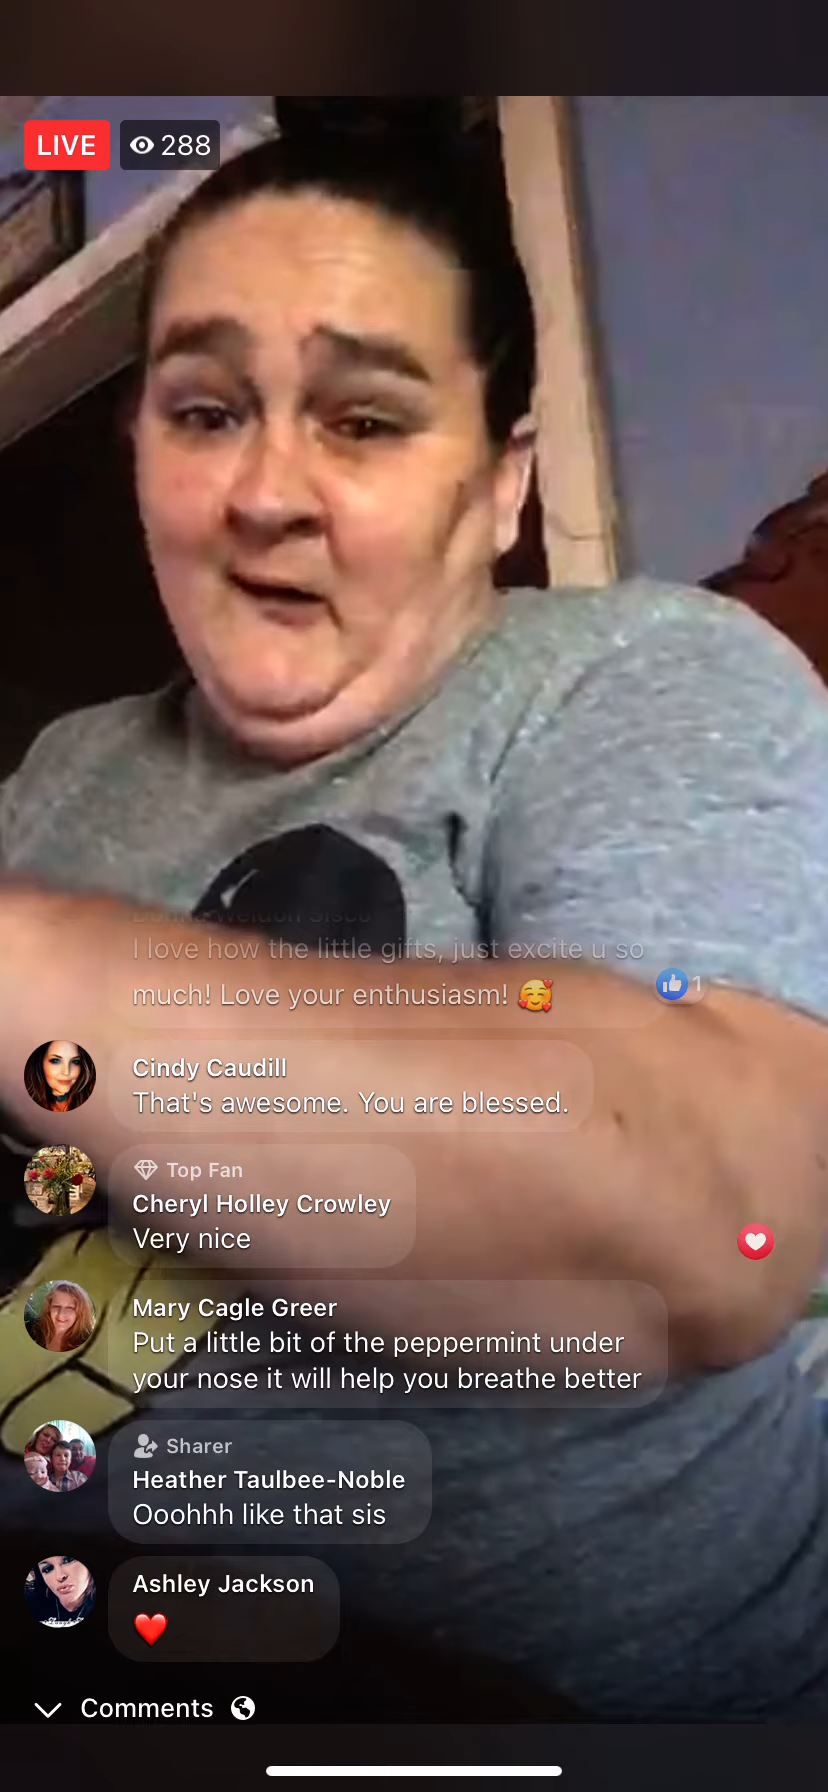 LIVE 288
Donna Weldon Sisco
I love how the little gifts, just excite u so
much! Love your enthusiasm! 🥰
1
Cindy Caudill
That's awesome. You are blessed.
Top Fan
Cheryl Holley Crowley
Very nice
Mary Cagle Greer
Put a little bit of the peppermint under
your nose it will help you breathe better
Sharer
Heather Taulbee-Noble
Ooohhh like that sis
Ashley Jackson
❤️
Comments